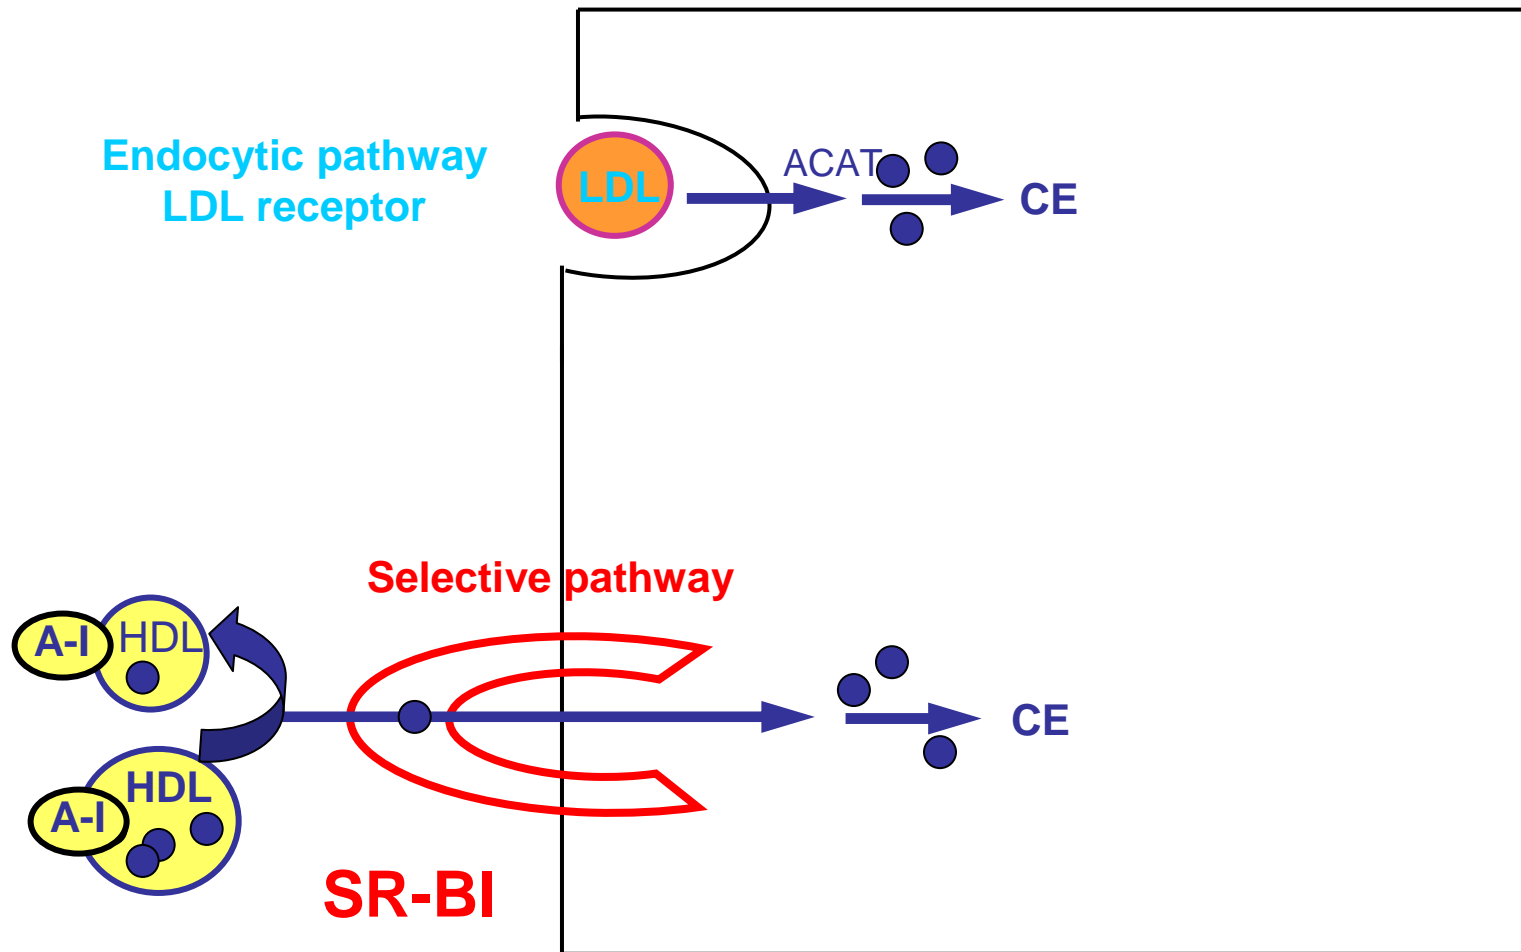 Endocytic pathway
LDL receptor
LDL
ACAT
CE
Selective pathway
A-I
HDL
CE
HDL
A-I
SR-BI